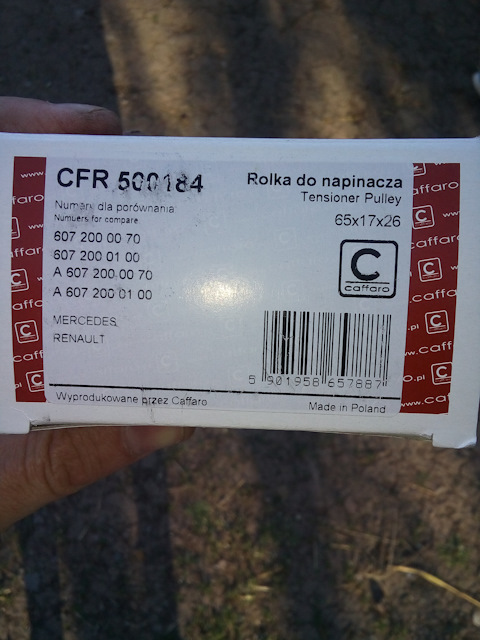 CFR 500184
Rolka do napinacza
Tensioner Pulley
Numery dla porównania
Numuers for compare
65x17x26
607 200 00 70
607 200 01 00
A 607 200 00 70
A 607 200 01 00
C
caffaro
MERCEDES
RENAULT
5 901958 657887
Wyprodukowane przez Caffaro
Made in Poland